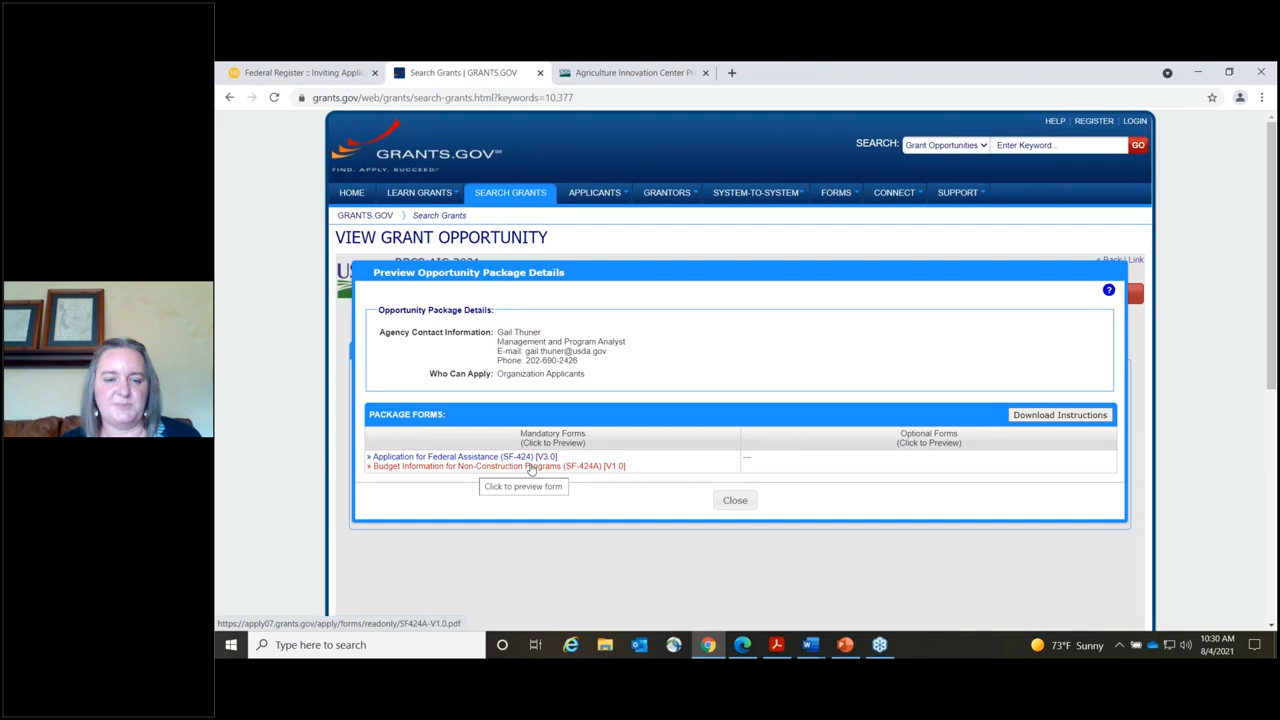 Federal Register :: Inviting Applic
Search Grants | GRANTS.GOV
Agriculture Innovation Center Pr
grants.gov/web/grants/search-grants.html?keywords=10.377
HELP | REGISTER | LOGIN
GRANTS.GOV
FIND. APPLY. SUCCEED.
SEARCH: Grant Opportunities Enter Keyword... GO
HOME LEARN GRANTS SEARCH GRANTS APPLICANTS GRANTORS SYSTEM-TO-SYSTEM FORMS CONNECT SUPPORT
GRANTS.GOV Search Grants
VIEW GRANT OPPORTUNITY
« Back | Link
Preview Opportunity Package Details
?
Opportunity Package Details:
Agency Contact Information: Gail Thuner
Management and Program Analyst
E-mail: gail.thuner@usda.gov
Phone: 202-690-2426
Who Can Apply: Organization Applicants
PACKAGE FORMS:
Download Instructions
Mandatory Forms
(Click to Preview)
Optional Forms
(Click to Preview)
» Application for Federal Assistance (SF-424) [V3.0]
---
» Budget Information for Non-Construction Programs (SF-424A) [V1.0]
Click to preview form
Close
https://apply07.grants.gov/apply/forms/readonly/SF424A-V1.0.pdf
Type here to search
73°F Sunny
10:30 AM
8/4/2021